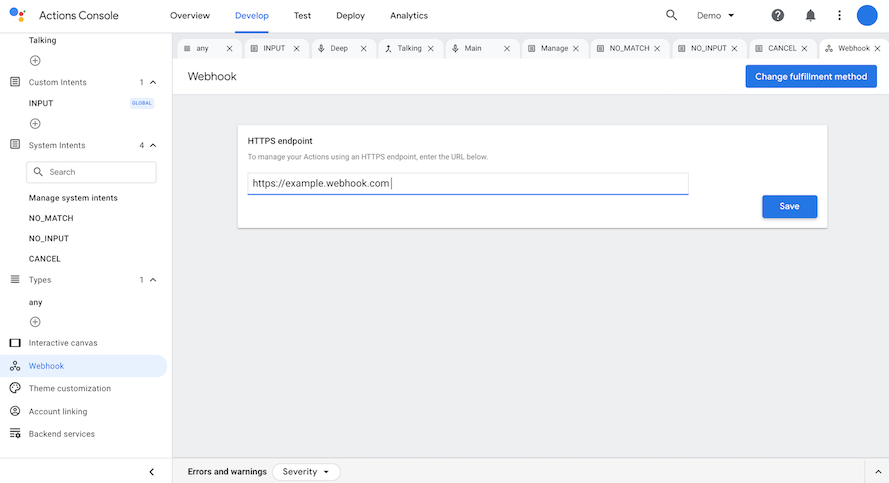 Actions Console
Overview
Develop
Test
Deploy
Analytics
Demo
Talking
Custom Intents
1
INPUT
GLOBAL
System Intents
4
Search
Manage system intents
NO_MATCH
NO_INPUT
CANCEL
Types
1
any
Interactive canvas
Webhook
Theme customization
Account linking
Backend services
any
INPUT
Deep
Talking
Main
Manage
NO_MATCH
NO_INPUT
CANCEL
Webhook
Webhook
Change fulfillment method
HTTPS endpoint
To manage your Actions using an HTTPS endpoint, enter the URL below.
https://example.webhook.com
Save
Errors and warnings
Severity